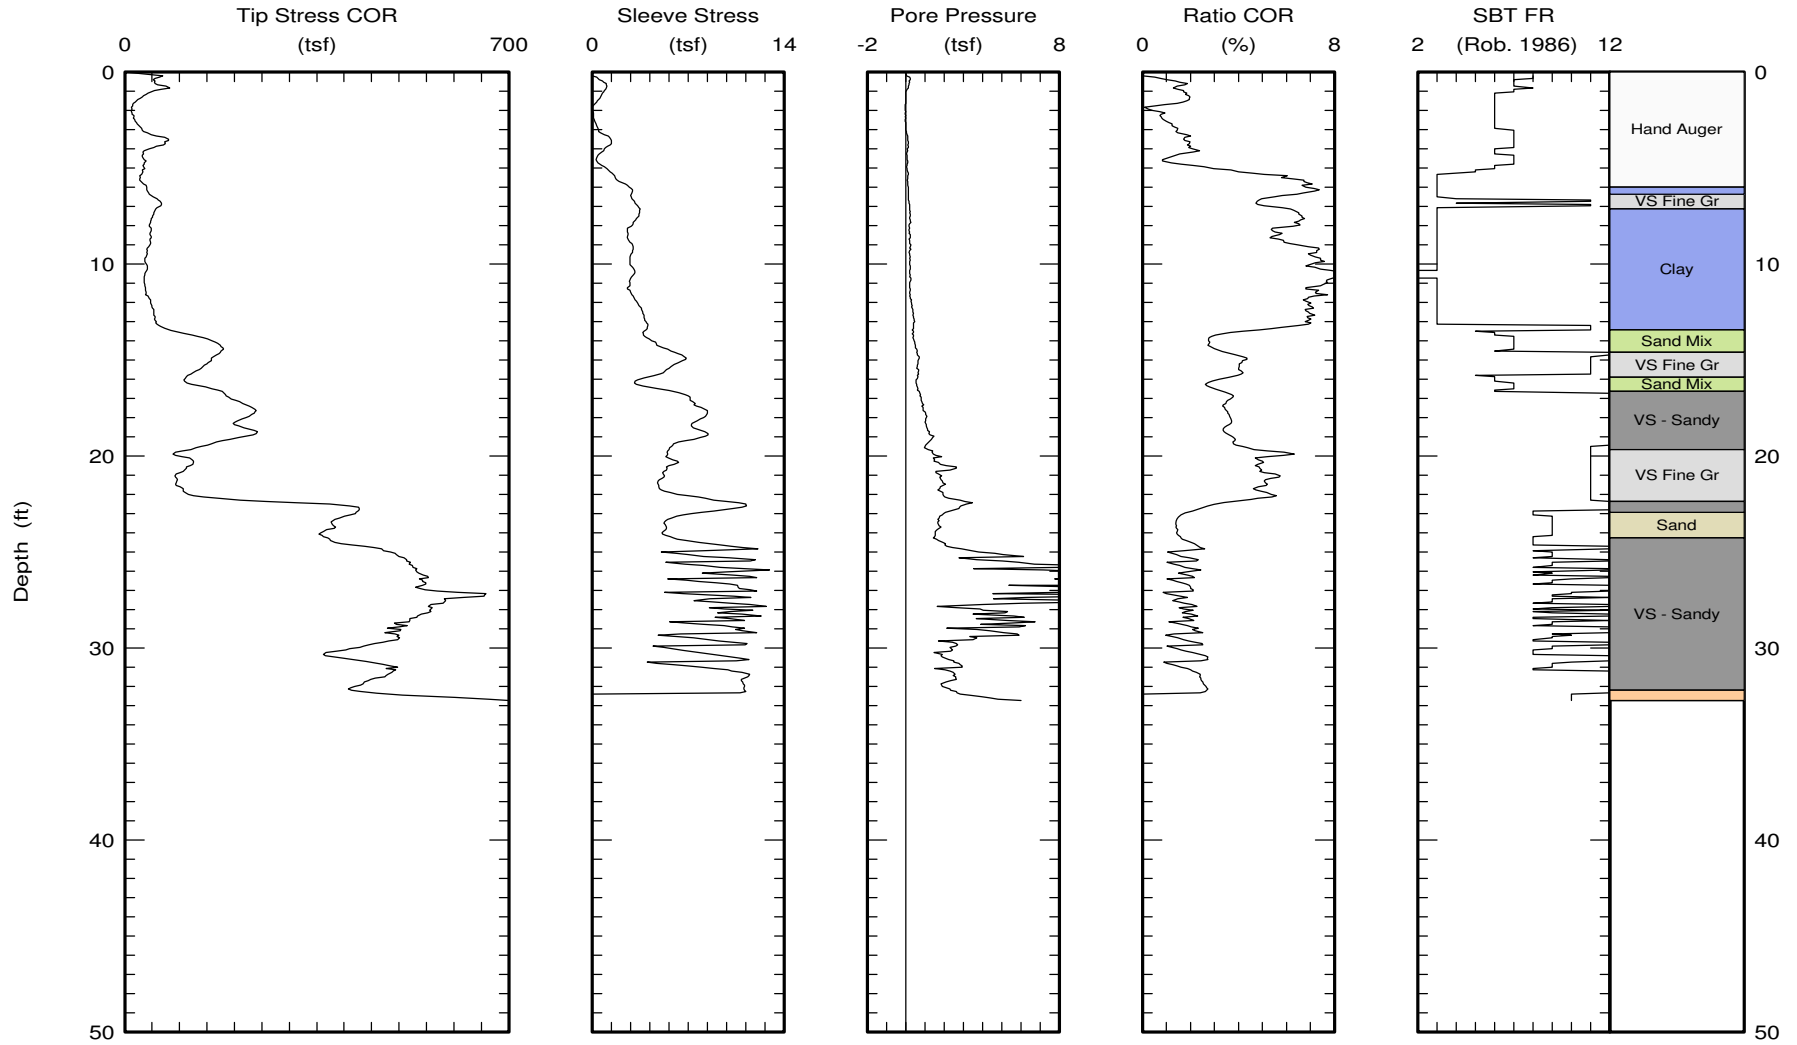 Tip Stress COR
Sleeve Stress
Pore Pressure
Ratio COR
SBT FR
0 (tsf) 700
0 (tsf) 14
-2 (tsf) 8
0 (%) 8
2 (Rob. 1986) 12
0 0
Hand Auger
VS Fine Gr
10 Clay 10
Sand Mix
VS Fine Gr
Sand Mix
VS - Sandy
20 20
VS Fine Gr
Sand
Depth (ft)
VS - Sandy
30 30
40 40
50 50